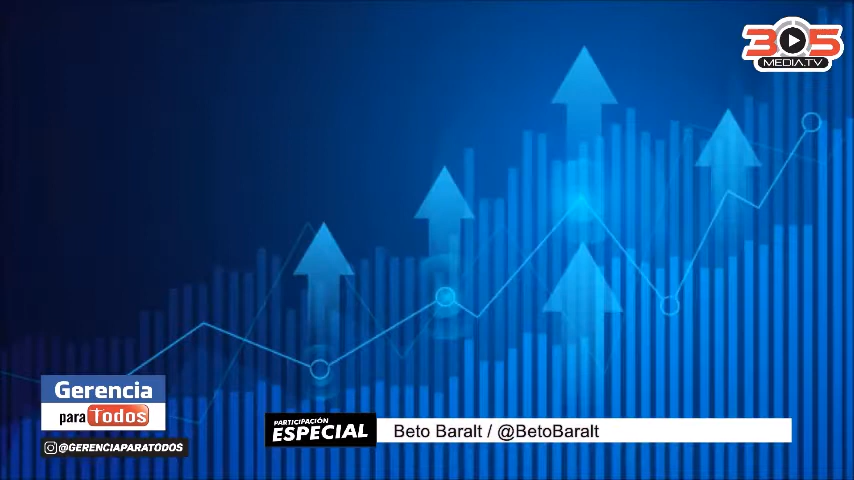 305
MEDIA.TV
Gerencia
para Todos
@GERENCIAPARATODOS
PARTICIPACIÓN
ESPECIAL
Beto Baralt / @BetoBaralt